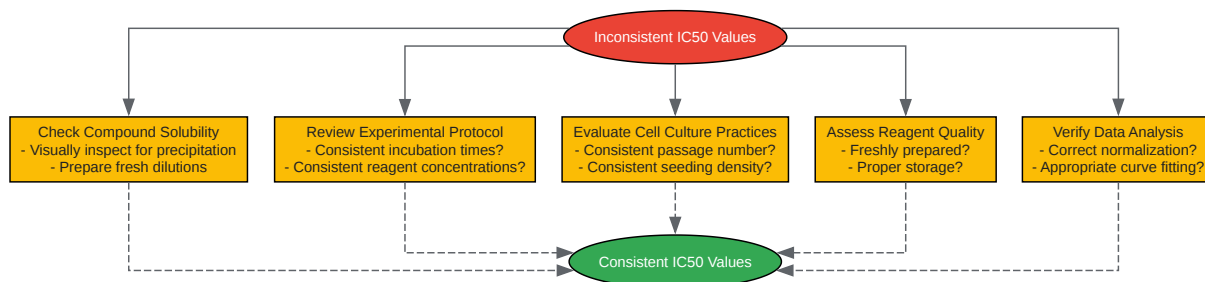 Inconsistent IC50 Values
Check Compound Solubility
- Visually inspect for precipitation
- Prepare fresh dilutions
Review Experimental Protocol
- Consistent incubation times?
- Consistent reagent concentrations?
Evaluate Cell Culture Practices
- Consistent passage number?
- Consistent seeding density?
Assess Reagent Quality
- Freshly prepared?
- Proper storage?
Verify Data Analysis
- Correct normalization?
- Appropriate curve fitting?
Consistent IC50 Values